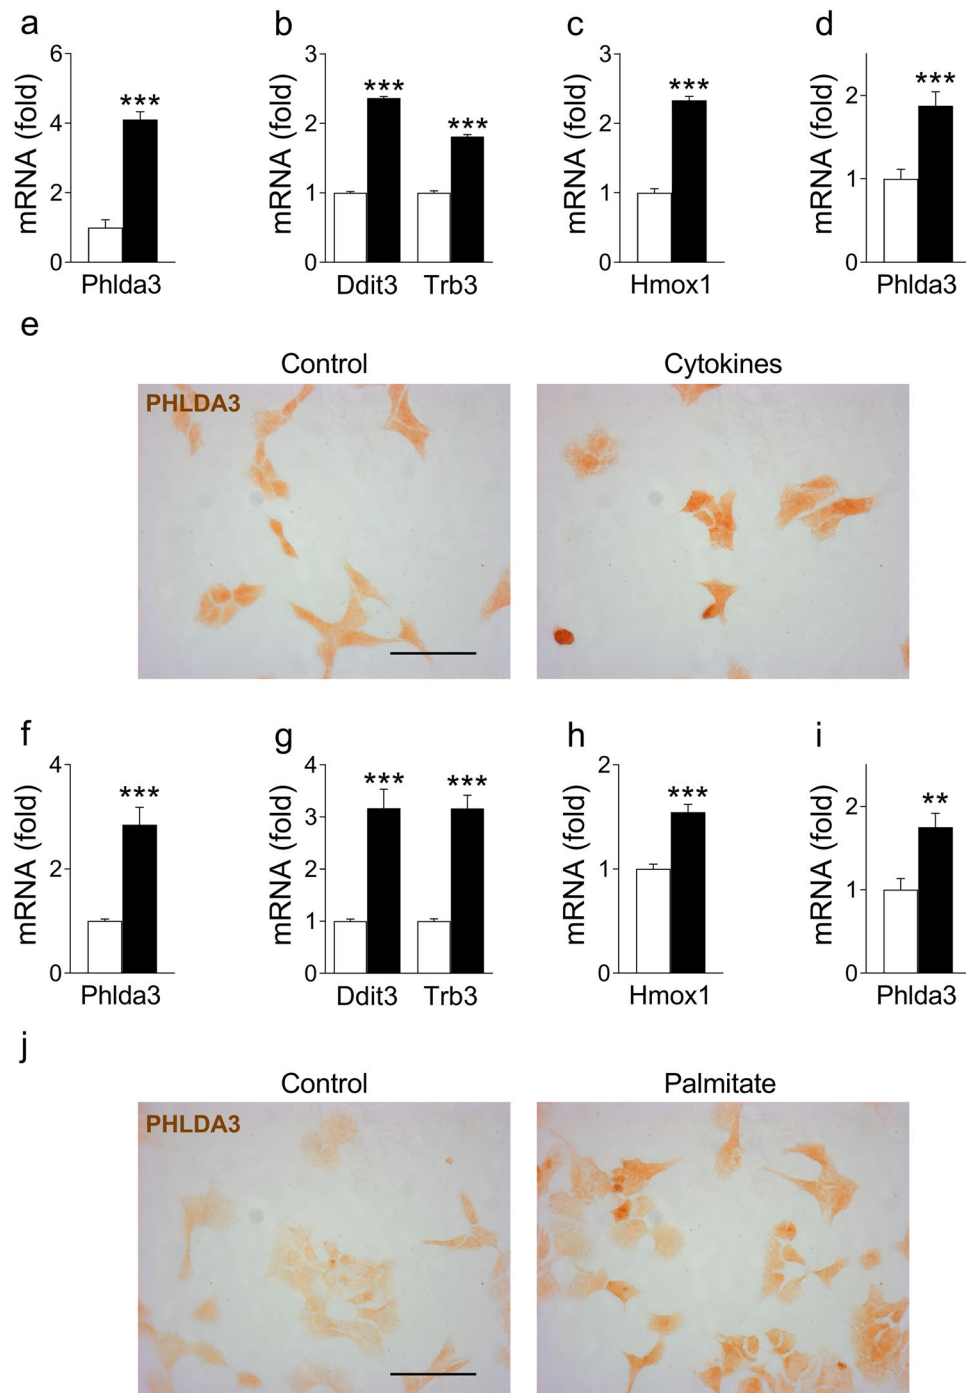 a
b
c
d
mRNA (fold)
6
4
2
0
***
Phlda3
mRNA (fold)
3
2
1
0
***
***
Ddit3 Trb3
mRNA (fold)
3
2
1
0
***
Hmox1
mRNA (fold)
2
1
0
***
Phlda3
e
Control
Cytokines
PHLDA3
f
g
h
i
mRNA (fold)
4
2
0
***
Phlda3
mRNA (fold)
4
3
2
1
0
***
***
Ddit3 Trb3
mRNA (fold)
2
1
0
***
Hmox1
mRNA (fold)
2
1
0
**
Phlda3
j
Control
Palmitate
PHLDA3